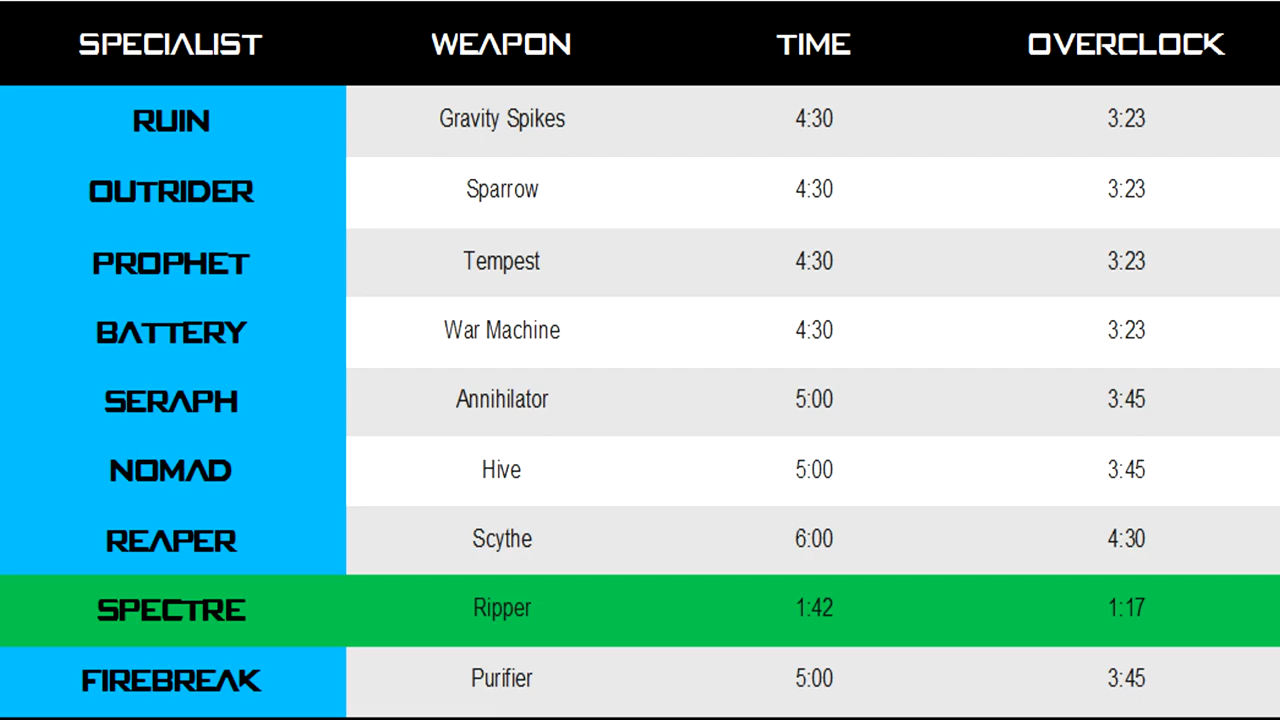 SPECIALIST WEAPON TIME OVERCLOCK
RUIN Gravity Spikes 4:30 3:23
OUTRIDER Sparrow 4:30 3:23
PROPHET Tempest 4:30 3:23
BATTERY War Machine 4:30 3:23
SERAPH Annihilator 5:00 3:45
NOMAD Hive 5:00 3:45
REAPER Scythe 6:00 4:30
SPECTRE Ripper 1:42 1:17
FIREBREAK Purifier 5:00 3:45